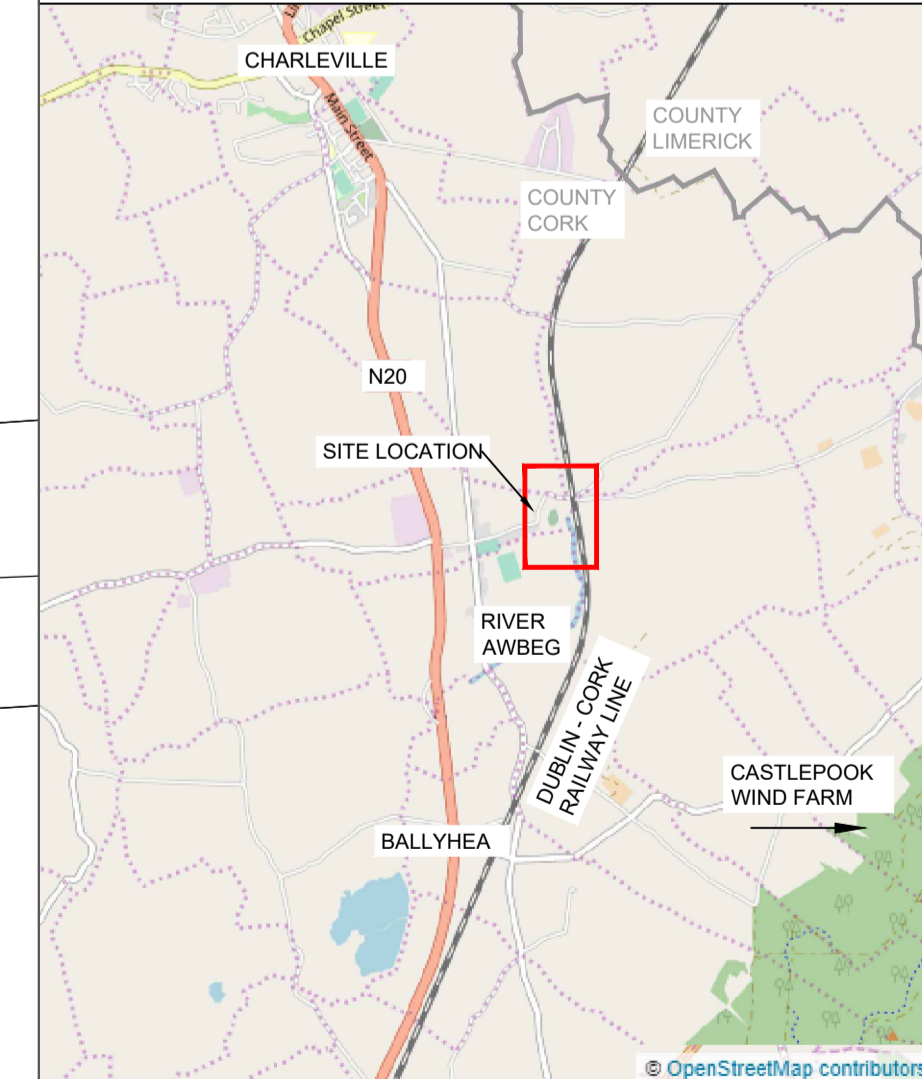 Chapel Street
CHARLEVILLE
Main Street
COUNTY
LIMERICK
COUNTY
CORK
N20
SITE LOCATION
RIVER
AWBEG
DUBLIN - CORK
RAILWAY LINE
CASTLEPOOK
WIND FARM
BALLYHEA
© OpenStreetMap contributors